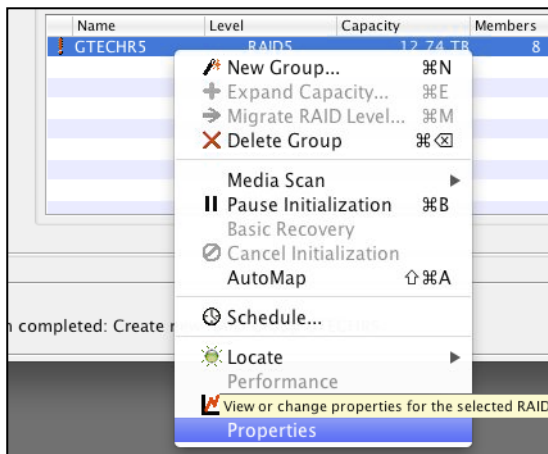 Name Level Capacity Members
GTECHR5 RAID5 12.74 TB 8
New Group... ⌘N
Expand Capacity... ⌘E
Migrate RAID Level... ⌘M
Delete Group ⌘⌫
Media Scan ▶
Pause Initialization ⌘B
Basic Recovery
Cancel Initialization
AutoMap ⇧⌘A
Schedule...
n completed: Create
Locate ▶
Performance
View or change properties for the selected RAID
Properties